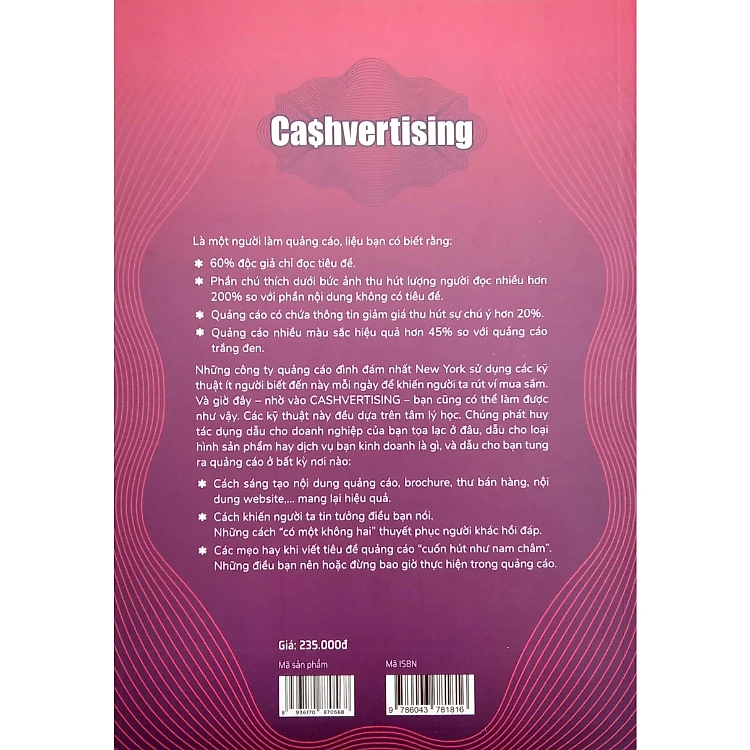 Ca$hvertising
Là một người làm quảng cáo, liệu bạn có biết rằng:
✱ 60% độc giả chỉ đọc tiêu đề.
✱ Phần chú thích dưới bức ảnh thu hút lượng người đọc nhiều hơn
200% so với phần nội dung không có tiêu đề.
✱ Quảng cáo có chứa thông tin giảm giá thu hút sự chú ý hơn 20%.
✱ Quảng cáo nhiều màu sắc hiệu quả hơn 45% so với quảng cáo
trắng đen.
Những công ty quảng cáo đình đám nhất New York sử dụng các kỹ
thuật ít người biết đến này mỗi ngày để khiến người ta rút ví mua sắm.
Và giờ đây – nhờ vào CASHVERTISING – bạn cũng có thể làm được
như vậy. Các kỹ thuật này đều dựa trên tâm lý học. Chúng phát huy
tác dụng dẫu cho doanh nghiệp của bạn tọa lạc ở đâu, dẫu cho loại
hình sản phẩm hay dịch vụ bạn kinh doanh là gì, và dẫu cho bạn tung
ra quảng cáo ở bất kỳ nơi nào:
✱ Cách sáng tạo nội dung quảng cáo, brochure, thư bán hàng, nội
dung website,... mang lại hiệu quả.
✱ Cách khiến người ta tin tưởng điều bạn nói.
Những cách “có một không hai” thuyết phục người khác hồi đáp.
✱ Các mẹo hay khi viết tiêu đề quảng cáo “cuốn hút như nam châm”.
Những điều bạn nên hoặc đừng bao giờ thực hiện trong quảng cáo.
Giá: 235.000đ
Mã sản phẩm
Mã ISBN
8 936170 870568
9 786043 781816